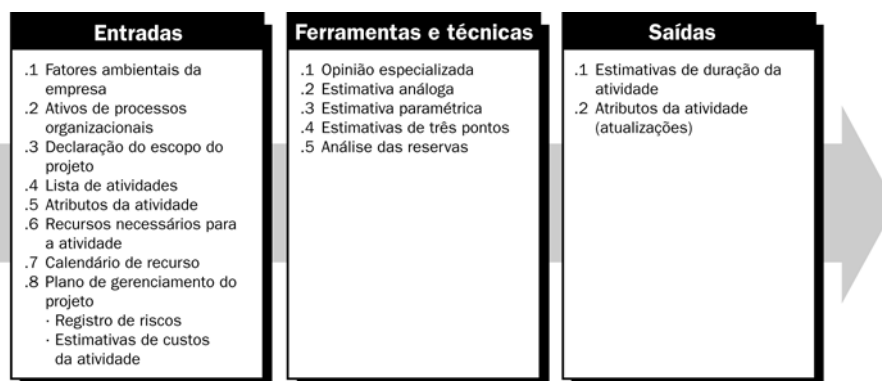 Entradas
.1 Fatores ambientais da
empresa
.2 Ativos de processos
organizacionais
.3 Declaração do escopo do
projeto
.4 Lista de atividades
.5 Atributos da atividade
.6 Recursos necessários para
a atividade
.7 Calendário de recurso
.8 Plano de gerenciamento do
projeto
· Registro de riscos
· Estimativas de custos
da atividade
Ferramentas e técnicas
.1 Opinião especializada
.2 Estimativa análoga
.3 Estimativa paramétrica
.4 Estimativas de três pontos
.5 Análise das reservas
Saídas
.1 Estimativas de duração da
atividade
.2 Atributos da atividade
(atualizações)